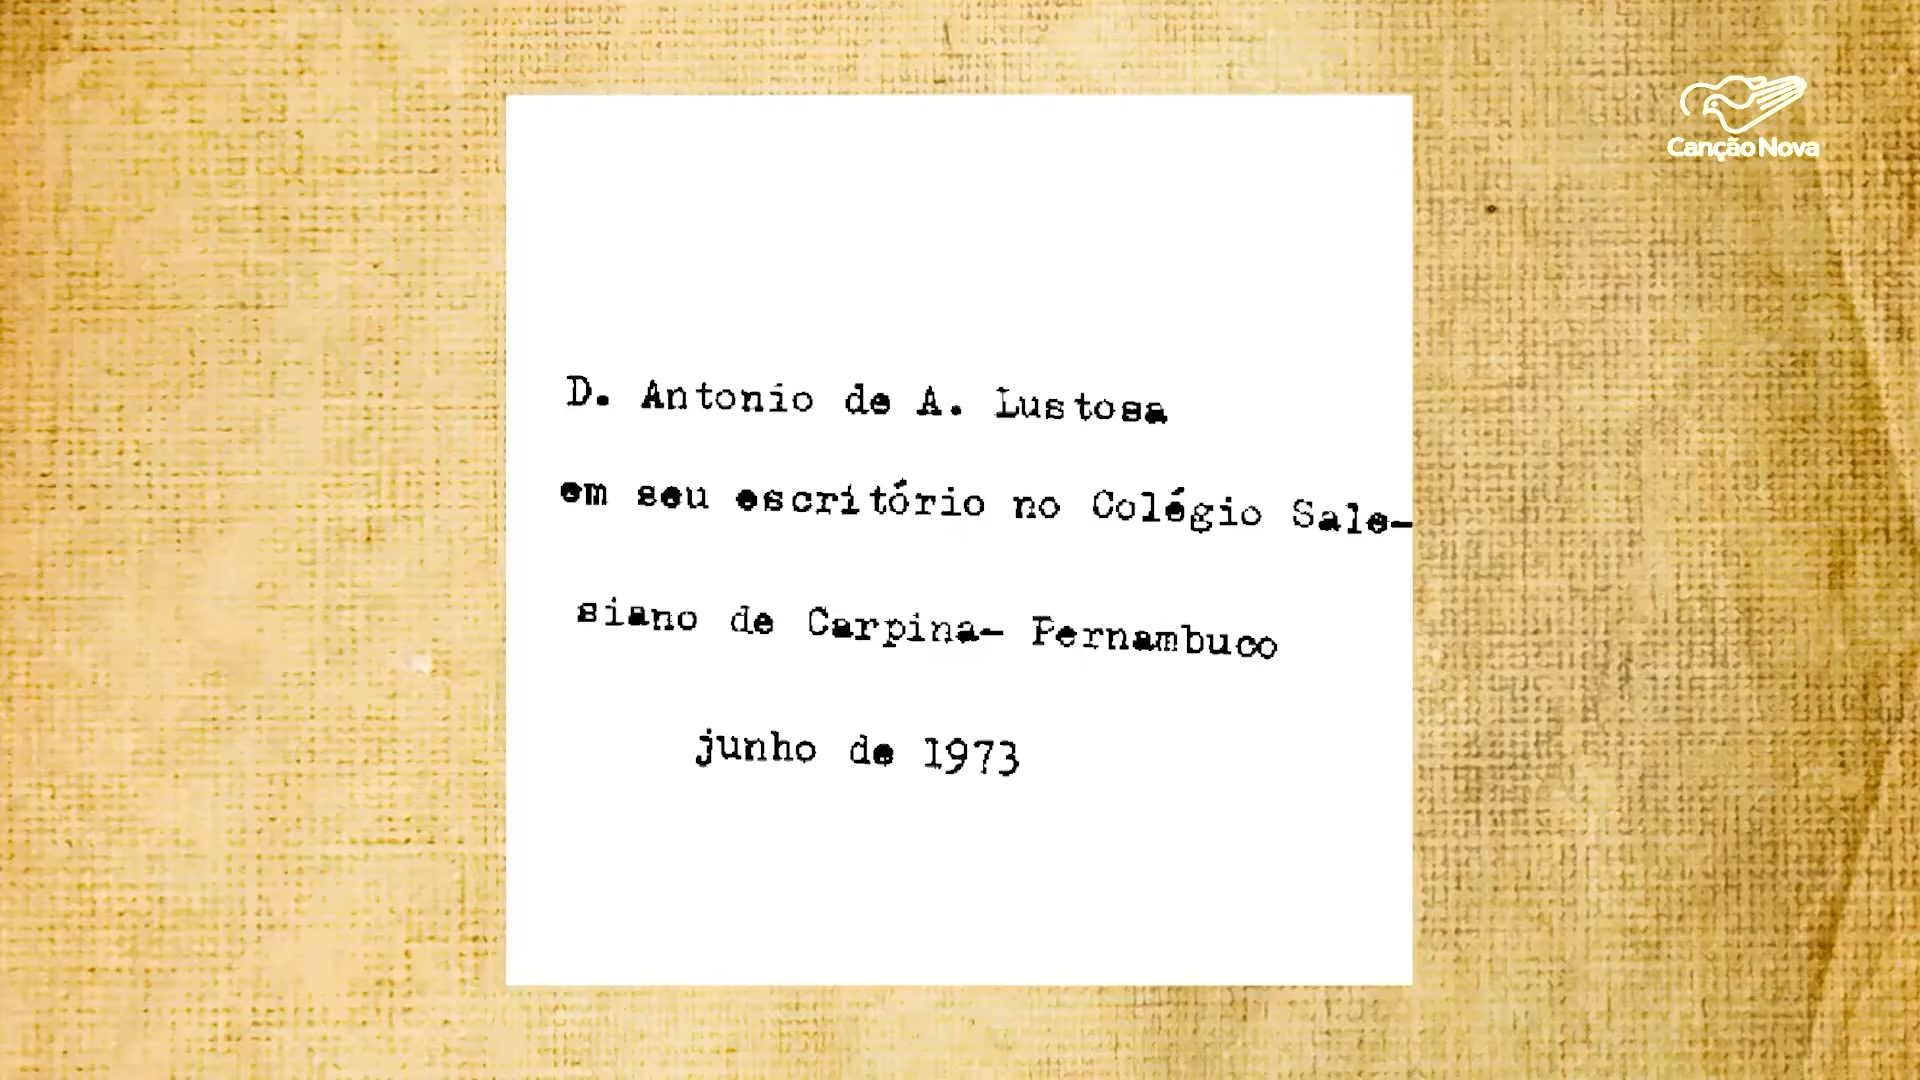 Canção Nova
D. Antonio de A. Lustosa
em seu escritório no Colégio Sale-
siano de Carpina- Pernambuco
junho de 1973